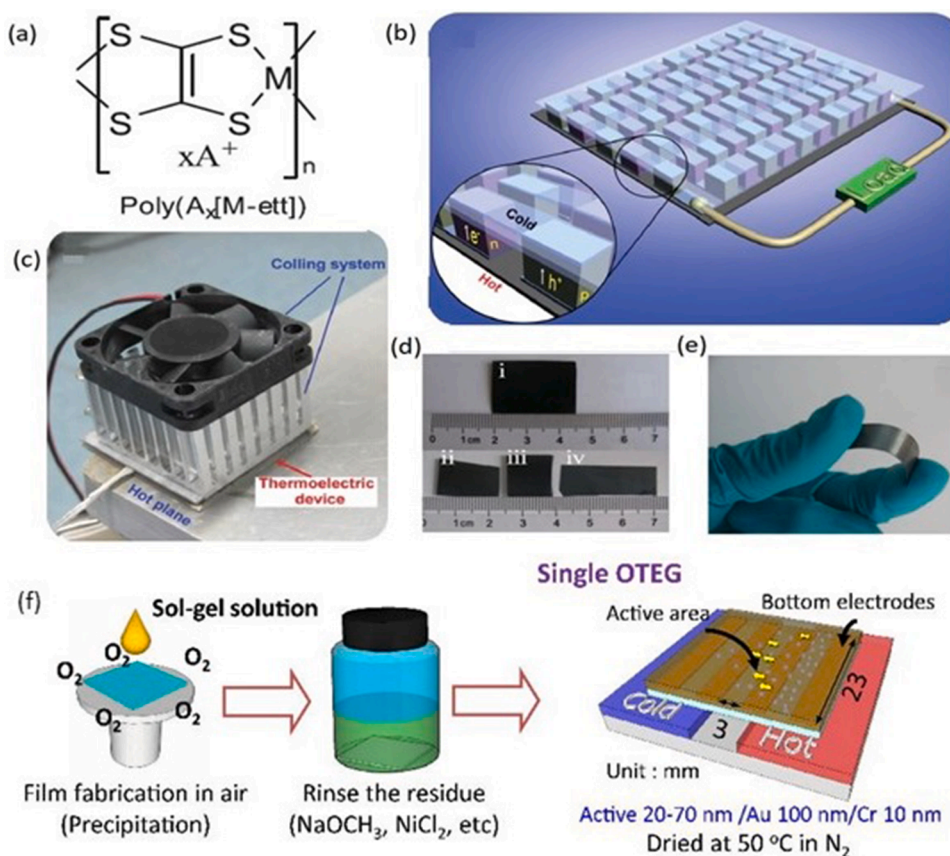 (a)
S S
M
S S
xA⁺
n
Poly(Aₓ[M-ett])
(b)
Load
Cold
1e⁻ n
1h⁺ p
Hot
(c)
Colling system
Thermoelectric
device
Hot plane
(d)
i
0 1cm 2 3 4 5 6 7
ii iii iv
0 1cm 2 3 4 5 6 7
(e)
(f)
Sol-gel solution
O₂ O₂
O₂ O₂ O₂
Film fabrication in air
(Precipitation)
Rinse the residue
(NaOCH₃, NiCl₂, etc)
Single OTEG
Active area
Bottom electrodes
23
Cold 3 Hot
Unit : mm
Active 20-70 nm /Au 100 nm/Cr 10 nm
Dried at 50 °C in N₂